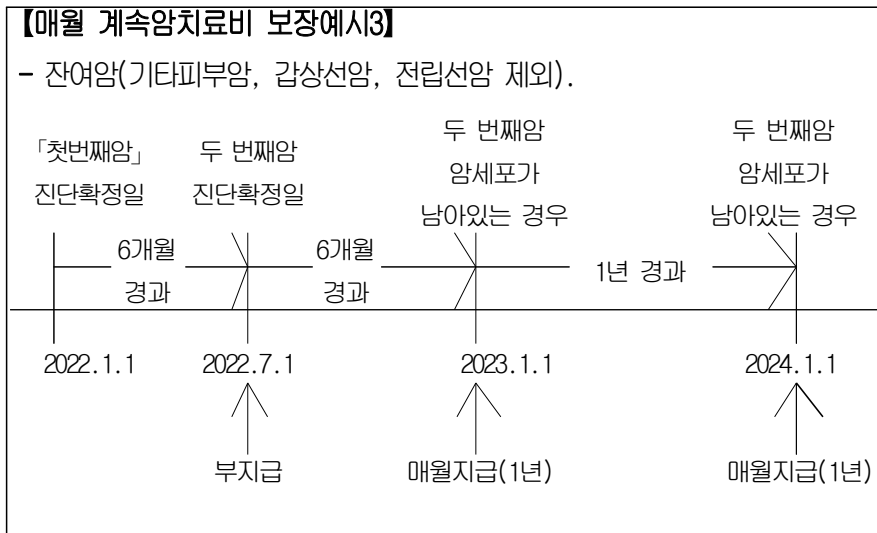 【매월 계속암치료비 보장예시3】
- 잔여암(기타피부암, 갑상선암, 전립선암 제외).
「첫번째암」
진단확정일
두 번째암
진단확정일
두 번째암
암세포가
남아있는 경우
두 번째암
암세포가
남아있는 경우
6개월
경과
6개월
경과
1년 경과
2022.1.1
2022.7.1
2023.1.1
2024.1.1
부지급
매월지급(1년)
매월지급(1년)